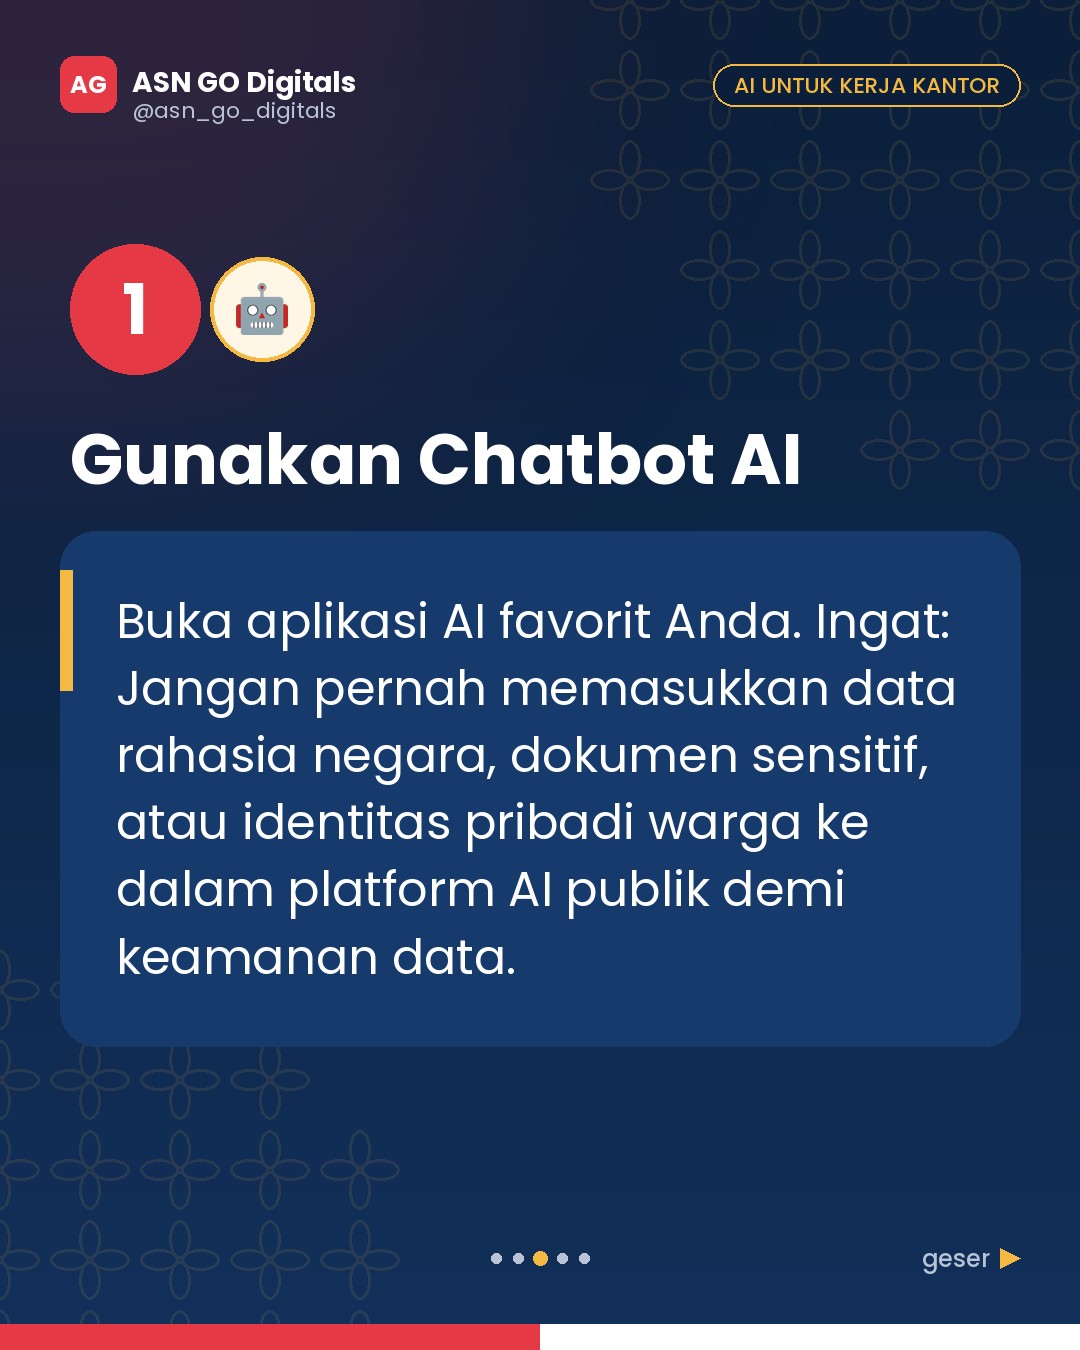 AG
ASN GO Digitals
@asn_go_digitals
AI UNTUK KERJA KANTOR
1
Gunakan Chatbot AI
Buka aplikasi AI favorit Anda. Ingat:
Jangan pernah memasukkan data
rahasia negara, dokumen sensitif,
atau identitas pribadi warga ke
dalam platform AI publik demi
keamanan data.
geser